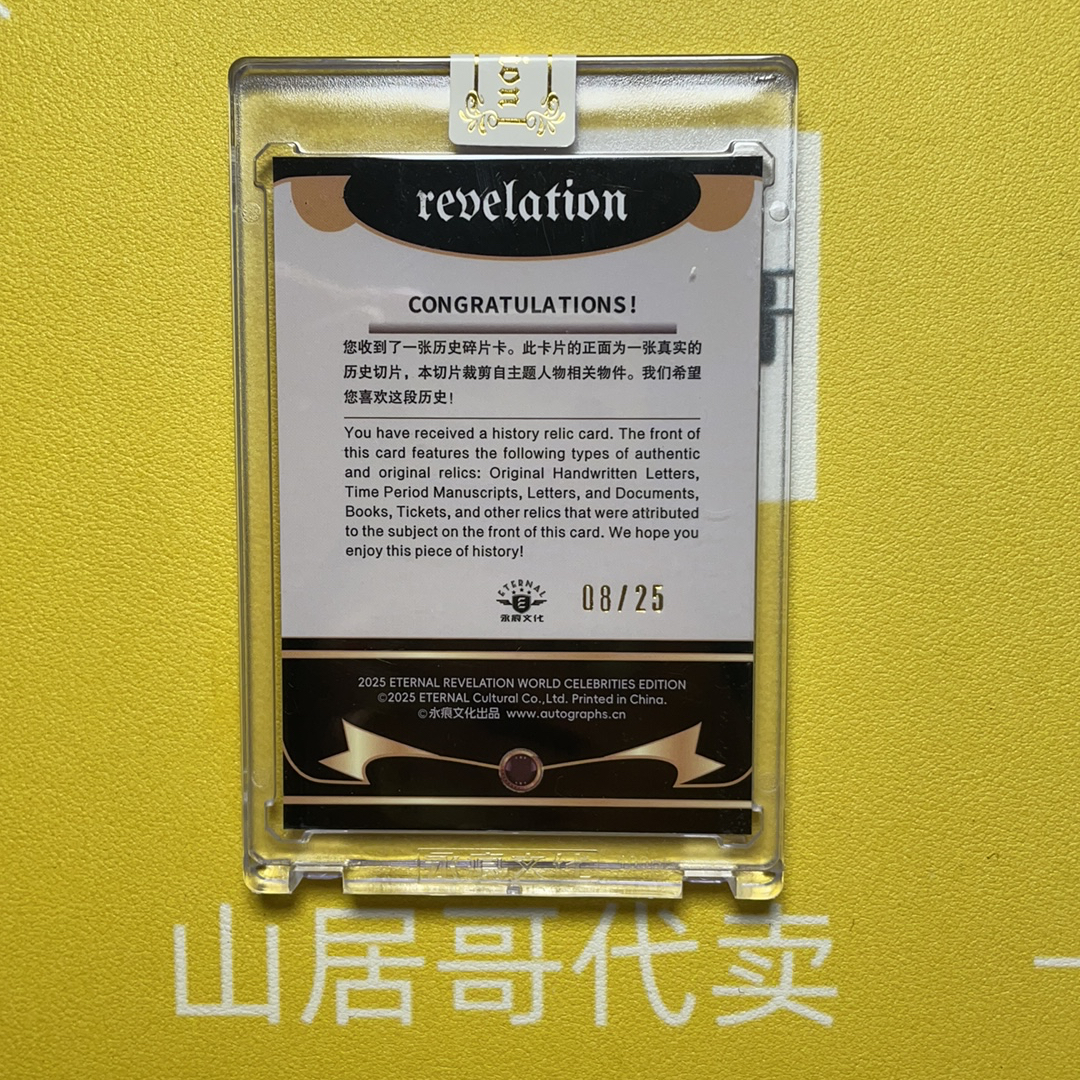 ion
revelation
CONGRATULATIONS!
您收到了一张历史碎片卡。此卡片的正面为一张真实的
历史切片，本切片裁剪自主题人物相关物件。我们希望
您喜欢这段历史！
You have received a history relic card. The front of
this card features the following types of authentic
and original relics: Original Handwritten Letters,
Time Period Manuscripts, Letters, and Documents,
Books, Tickets, and other relics that were attributed
to the subject on the front of this card. We hope you
enjoy this piece of history!
ETERNAL
永痕文化
08/25
2025 ETERNAL REVELATION WORLD CELEBRITIES EDITION
©2025 ETERNAL Cultural Co.,Ltd. Printed in China.
©永痕文化出品 www.autographs.cn
山居哥代卖